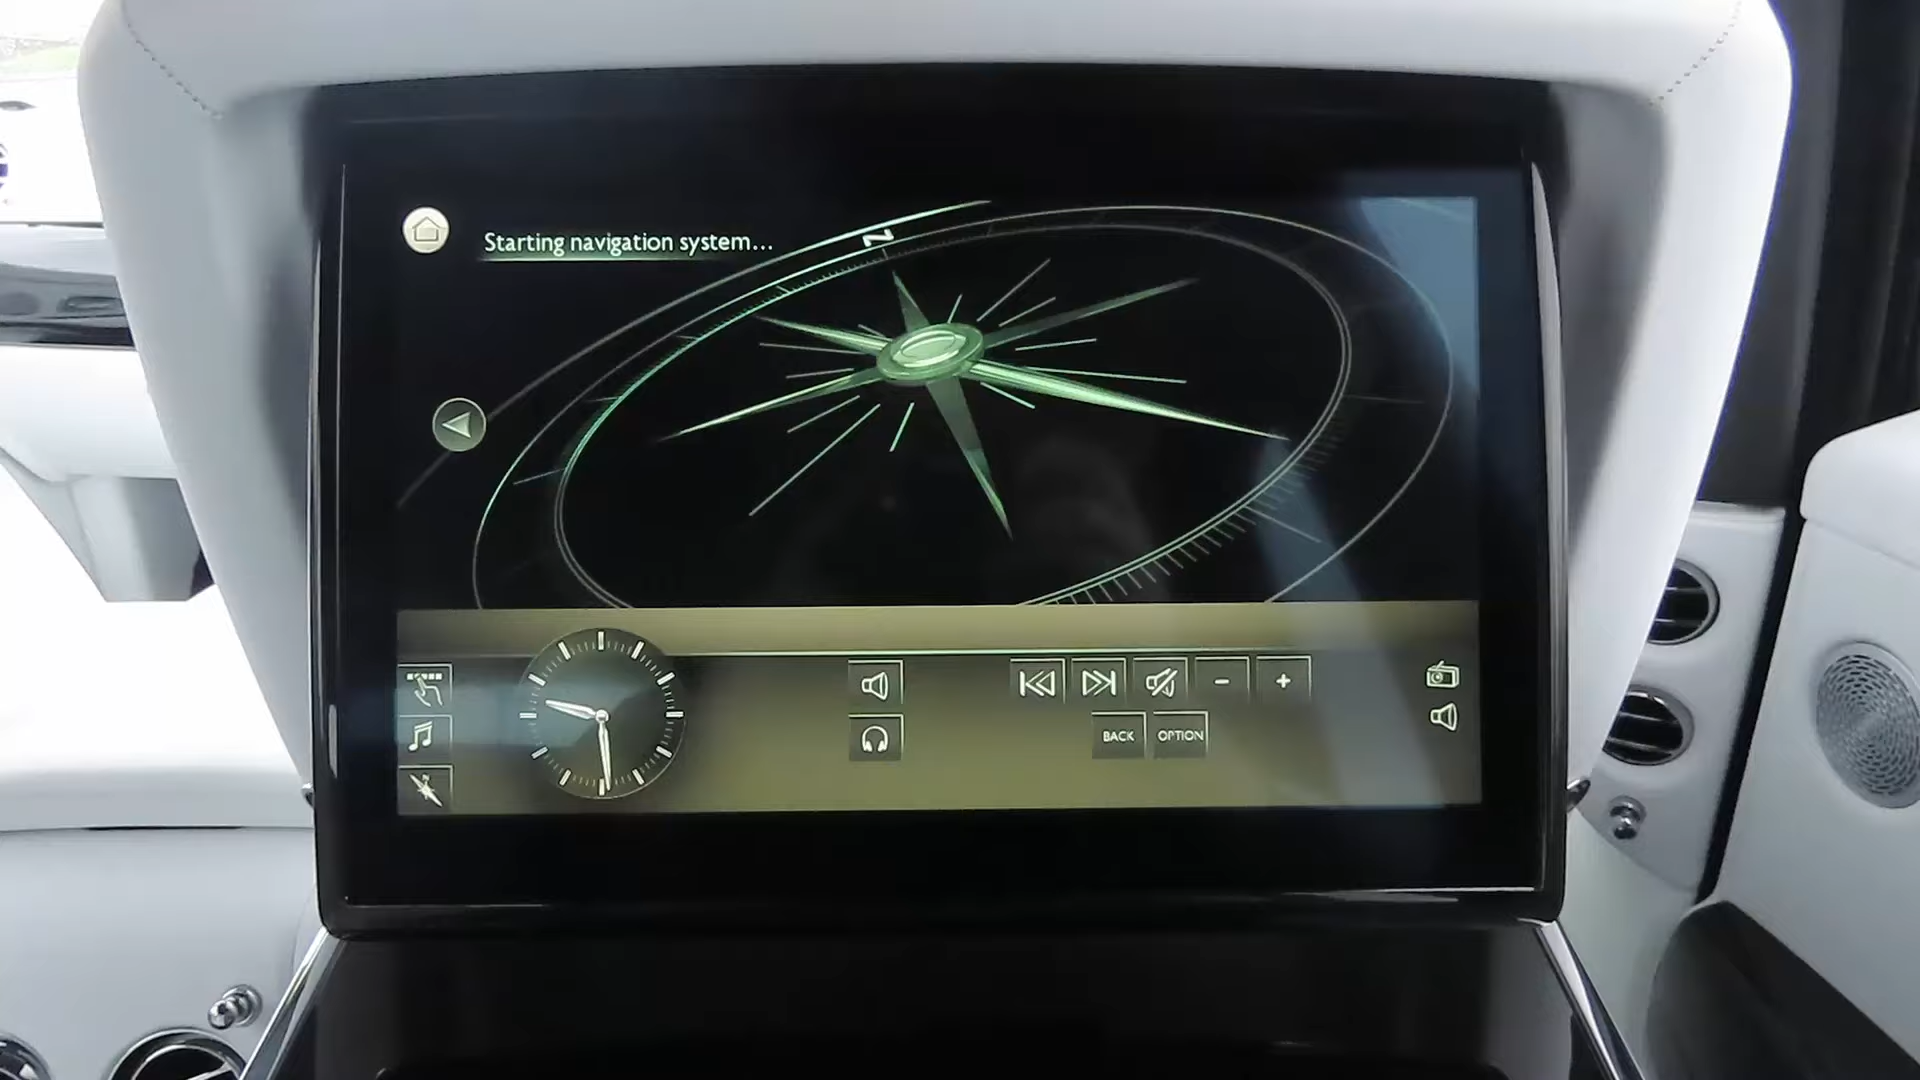 Starting navigation system...
N
- +
BACK OPTION
N